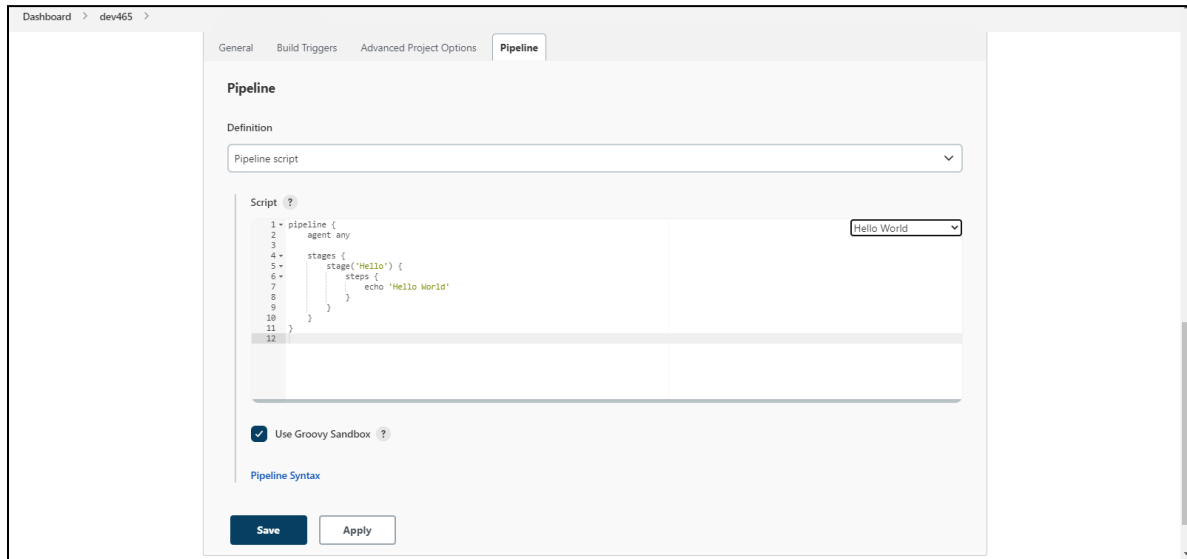 Dashboard > dev465 >
General Build Triggers Advanced Project Options Pipeline
Pipeline
Definition
Pipeline script
Script ?
Hello World
1 pipeline {
2     agent any
3
4     stages {
5         stage('Hello') {
6             steps {
7                 echo 'Hello World'
8             }
9         }
10     }
11 }
12
Use Groovy Sandbox ?
Pipeline Syntax
Save Apply